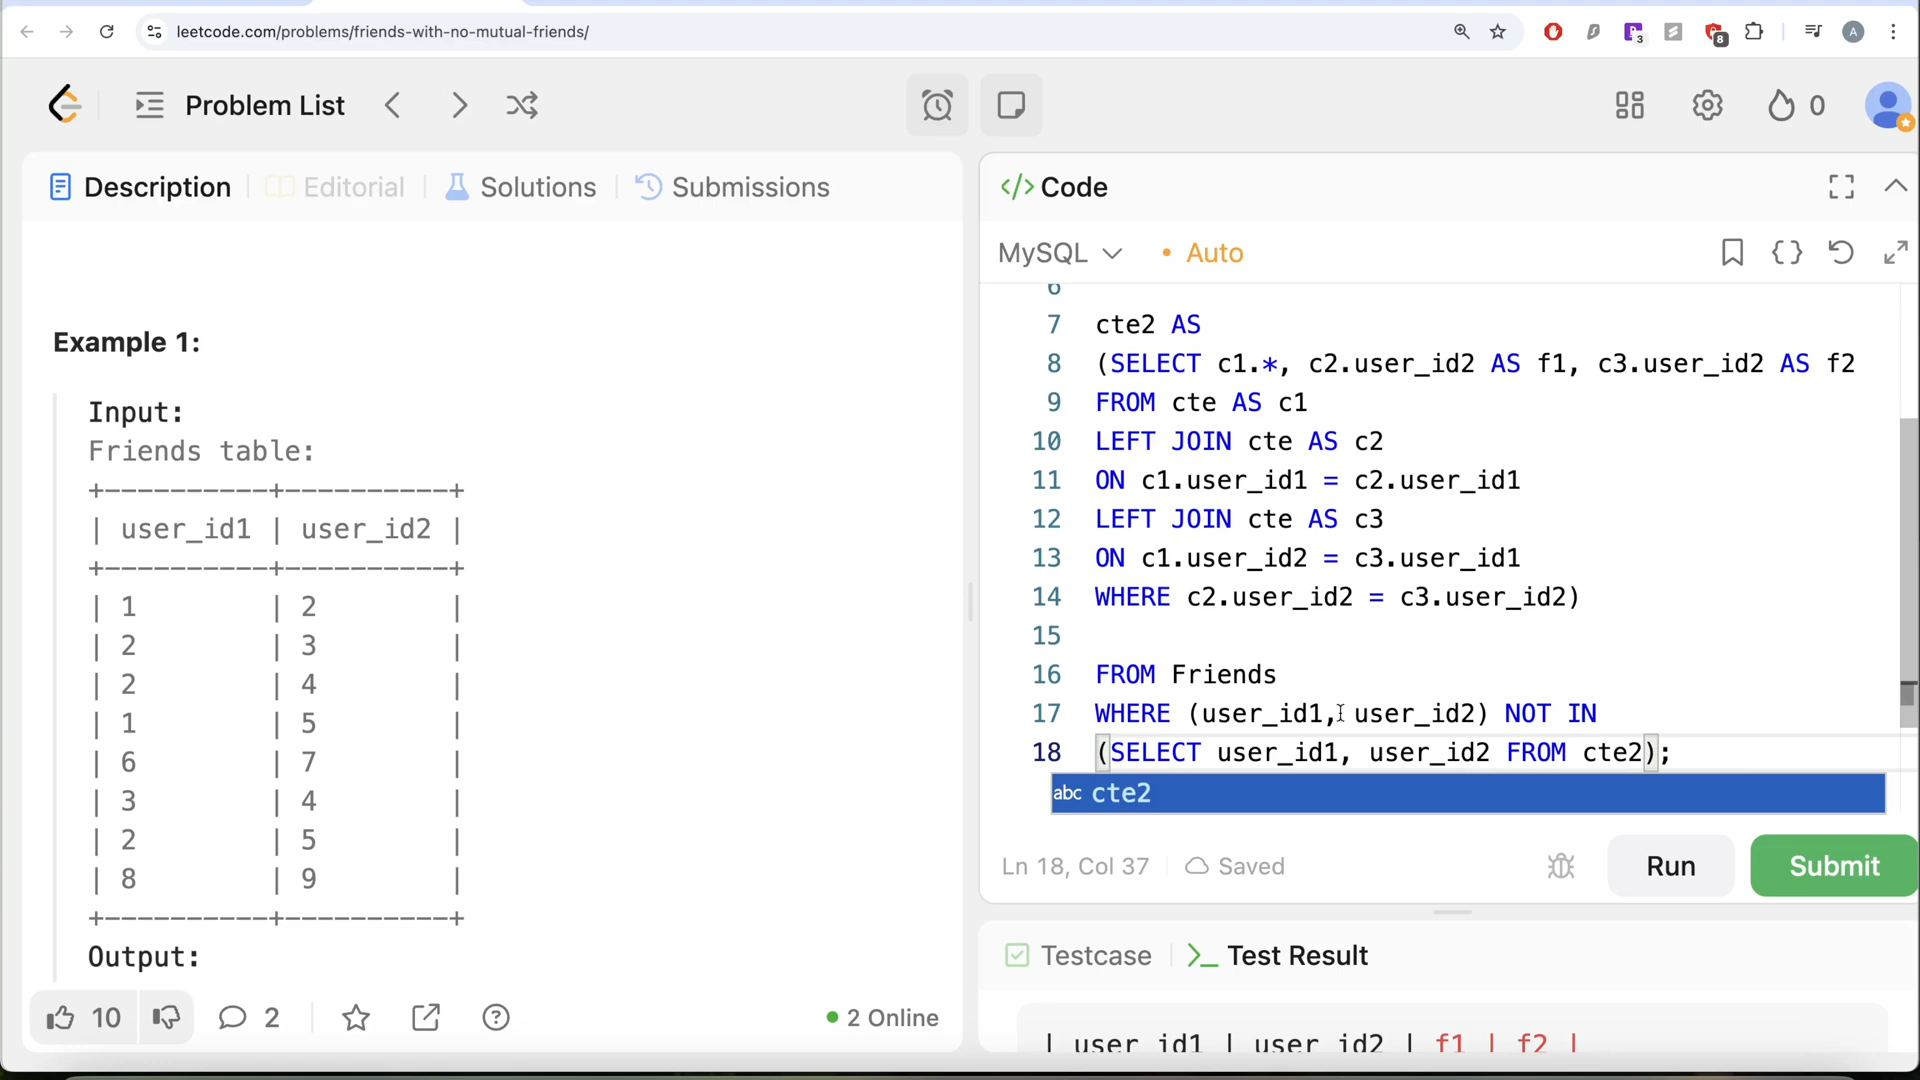 leetcode.com/problems/friends-with-no-mutual-friends/
3
8
A
Problem List
0
Description
Editorial
Solutions
Submissions
Example 1:
Input:
Friends table:
+----------+----------+
| user_id1 | user_id2 |
+----------+----------+
| 1        | 2        |
| 2        | 3        |
| 2        | 4        |
| 1        | 5        |
| 6        | 7        |
| 3        | 4        |
| 2        | 5        |
| 8        | 9        |
+----------+----------+
Output:
10
2
2 Online
</> Code
MySQL
Auto
6
7 cte2 AS
8 (SELECT c1.*, c2.user_id2 AS f1, c3.user_id2 AS f2
9 FROM cte AS c1
10 LEFT JOIN cte AS c2
11 ON c1.user_id1 = c2.user_id1
12 LEFT JOIN cte AS c3
13 ON c1.user_id2 = c3.user_id1
14 WHERE c2.user_id2 = c3.user_id2)
15
16 FROM Friends
17 WHERE (user_id1, user_id2) NOT IN
18 (SELECT user_id1, user_id2 FROM cte2);
abc cte2
Ln 18, Col 37
Saved
Run
Submit
Testcase
Test Result
| user_id1 | user_id2 | f1 | f2 |